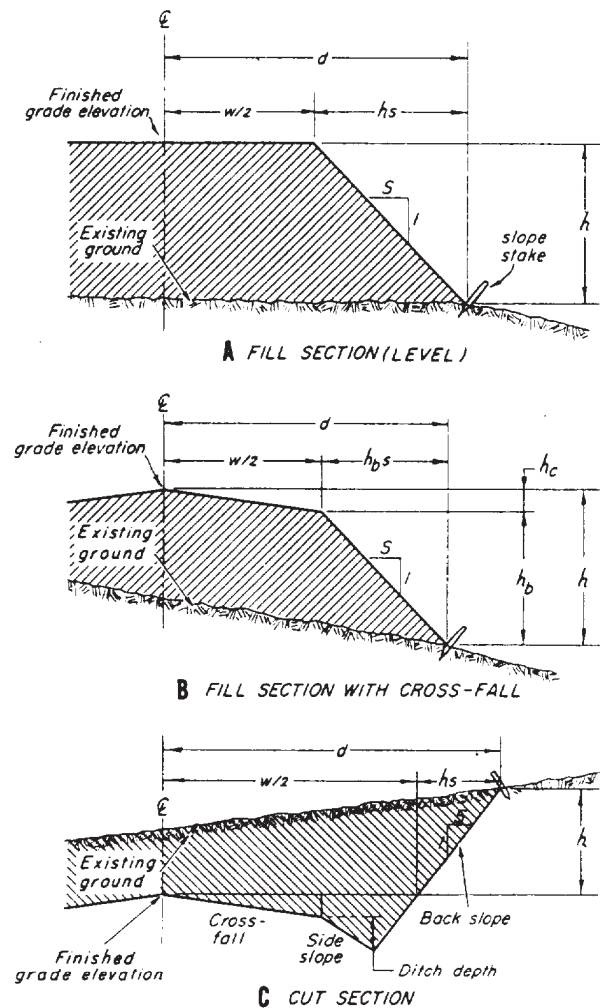 ℄
d
Finished
grade elevation
w/2
hs
S
1
h
Existing
ground
slope
stake
A FILL SECTION (LEVEL)
℄
Finished
grade elevation
d
w/2
hbs
hc
S
1
hb
h
Existing
ground
B FILL SECTION WITH CROSS-FALL
d
w/2
hs
℄
S
1
h
Existing
ground
Cross-
fall
Side
slope
Back slope
Finished
grade elevation
Ditch depth
C CUT SECTION